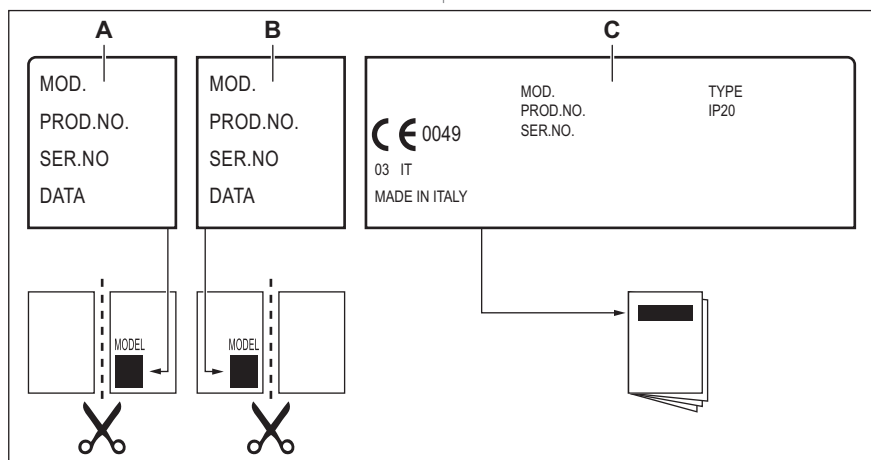 A
B
C
MOD.
PROD.NO.
SER.NO
DATA
MOD.
PROD.NO.
SER.NO
DATA
MOD.
PROD.NO.
SER.NO.
TYPE
IP20
CE 0049
03 IT
MADE IN ITALY
MODEL
MODEL